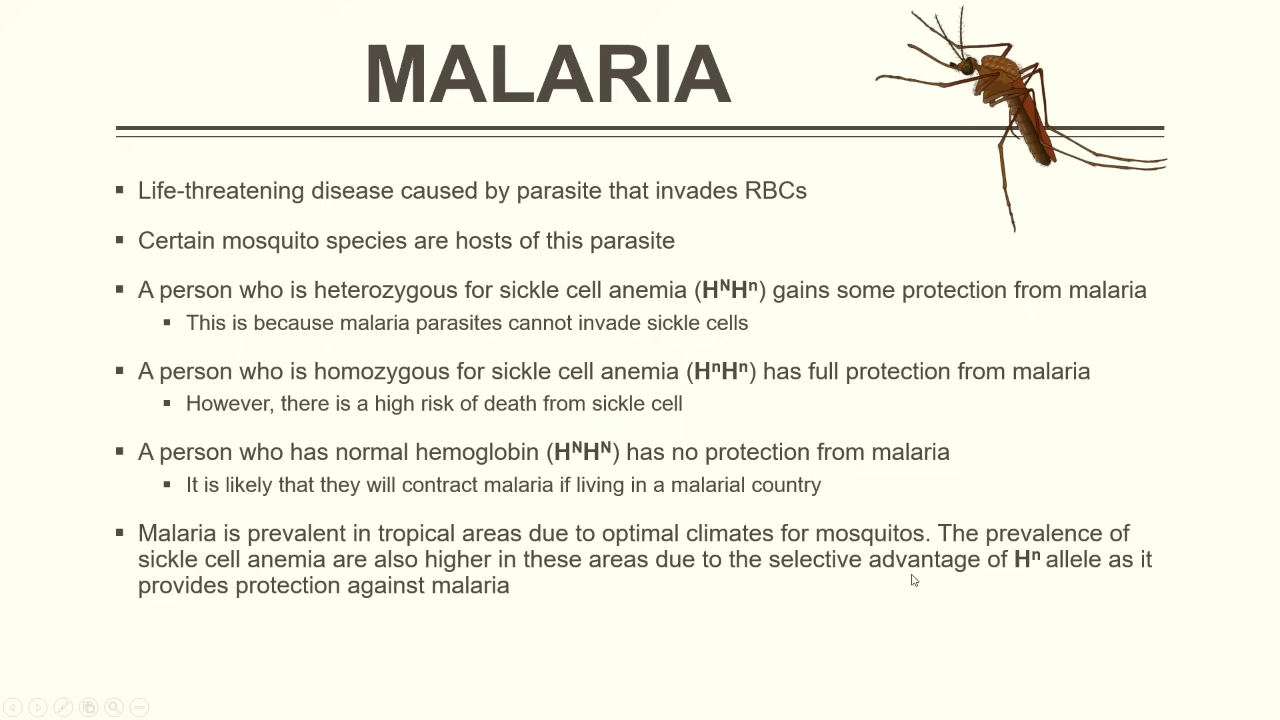 MALARIA
▪ Life-threatening disease caused by parasite that invades RBCs
▪ Certain mosquito species are hosts of this parasite
▪ A person who is heterozygous for sickle cell anemia (HᴺHⁿ) gains some protection from malaria
▪ This is because malaria parasites cannot invade sickle cells
▪ A person who is homozygous for sickle cell anemia (HⁿHⁿ) has full protection from malaria
▪ However, there is a high risk of death from sickle cell
▪ A person who has normal hemoglobin (HᴺHᴺ) has no protection from malaria
▪ It is likely that they will contract malaria if living in a malarial country
▪ Malaria is prevalent in tropical areas due to optimal climates for mosquitos. The prevalence of
sickle cell anemia are also higher in these areas due to the selective advantage of Hⁿ allele as it
provides protection against malaria